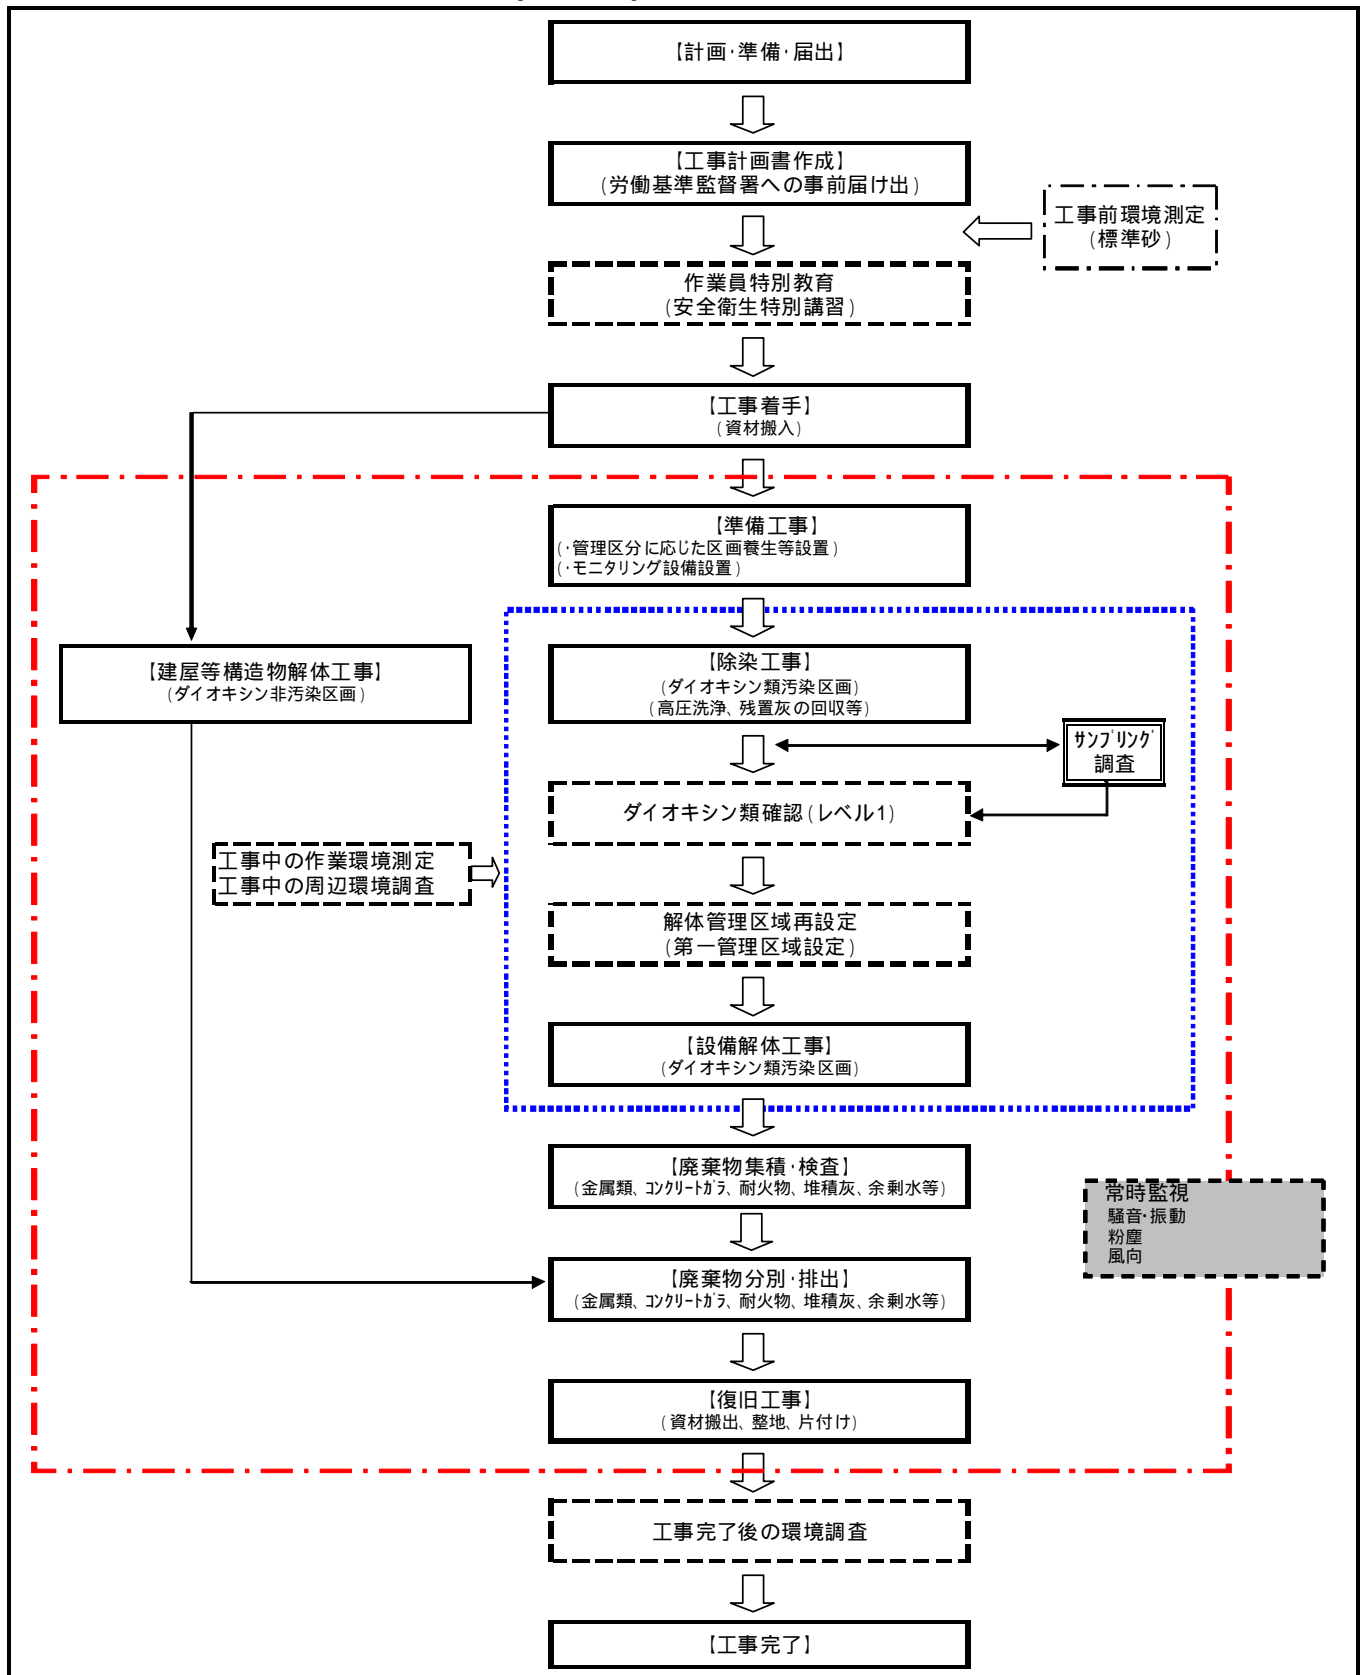 【計画・準備・届出】
【工事計画書作成】
(労働基準監督署への事前届け出)
工事前環境測定
(標準砂)
作業員特別教育
(安全衛生特別講習)
【工事着手】
(資材搬入)
【準備工事】
(・管理区分に応じた区画養生等設置)
(・モニタリング設備設置)
【建屋等構造物解体工事】
(ダイオキシン非汚染区画)
【除染工事】
(ダイオキシン類汚染区画)
(高圧洗浄、残置灰の回収等)
ｻﾝﾌﾟﾘﾝｸﾞ
調査
ダイオキシン類確認(レベル1)
工事中の作業環境測定
工事中の周辺環境調査
解体管理区域再設定
(第一管理区域設定)
【設備解体工事】
(ダイオキシン類汚染区画)
【廃棄物集積・検査】
(金属類、ｺﾝｸﾘｰﾄｶﾞﾗ、耐火物、堆積灰、余剰水等)
常時監視
騒音・振動
粉塵
風向
【廃棄物分別・排出】
(金属類、ｺﾝｸﾘｰﾄｶﾞﾗ、耐火物、堆積灰、余剰水等)
【復旧工事】
(資材搬出、整地、片付け)
工事完了後の環境調査
【工事完了】